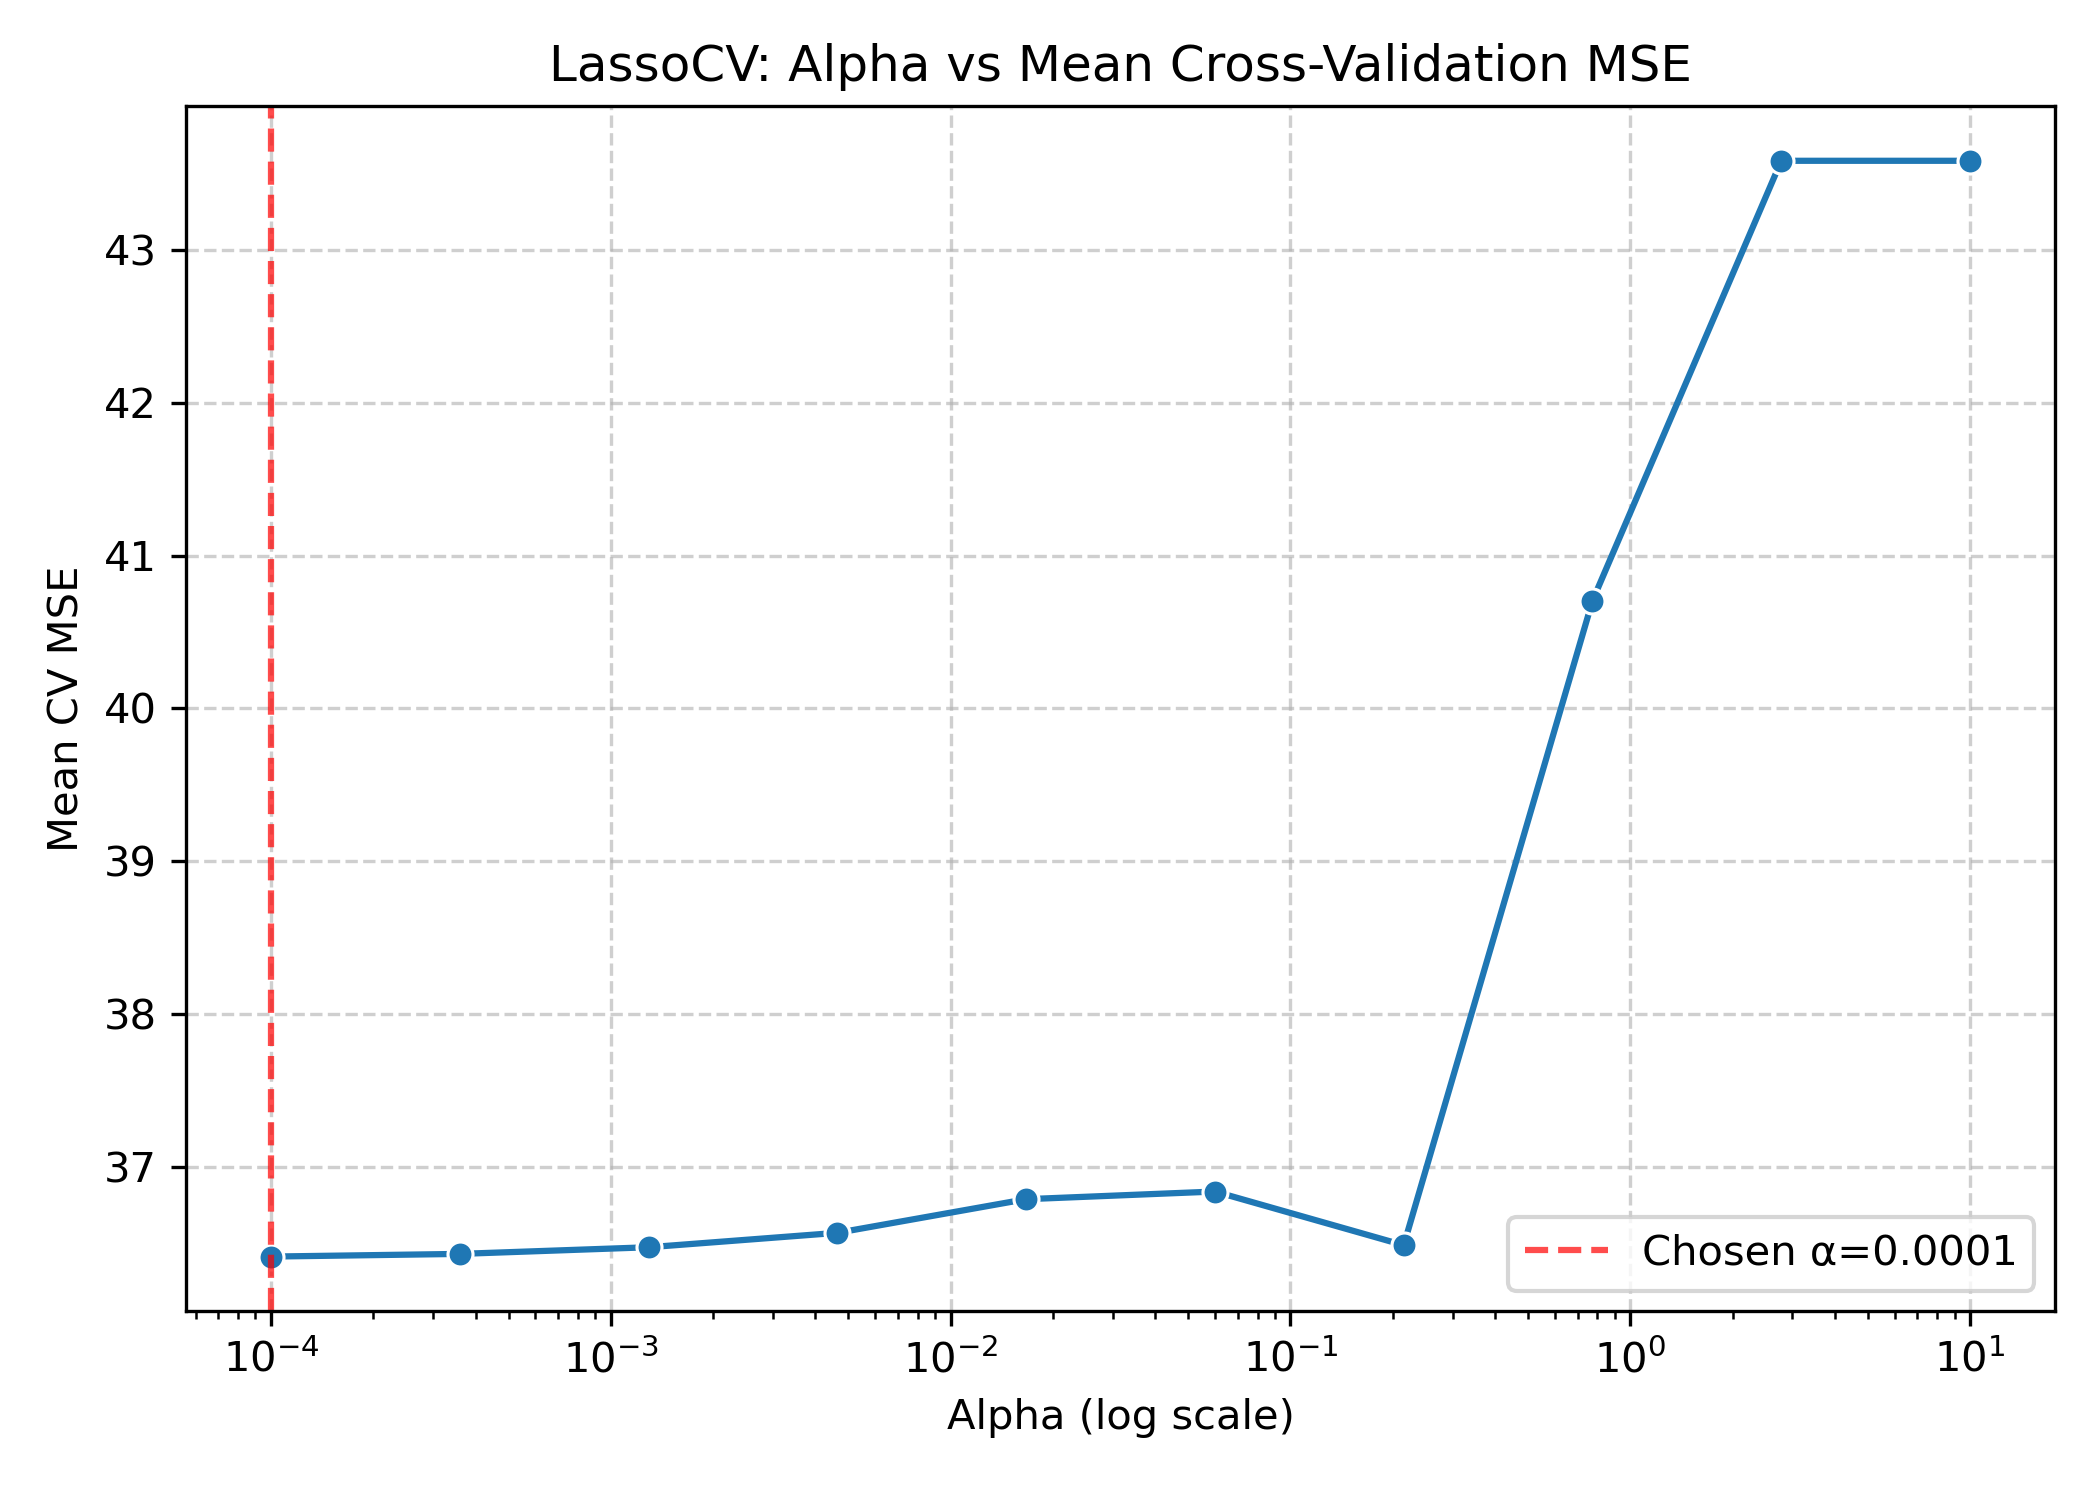 LassoCV: Alpha vs Mean Cross-Validation MSE
Mean CV MSE
43
42
41
40
39
38
37
Chosen α=0.0001
10⁻⁴ 10⁻³ 10⁻² 10⁻¹ 10⁰ 10¹
Alpha (log scale)